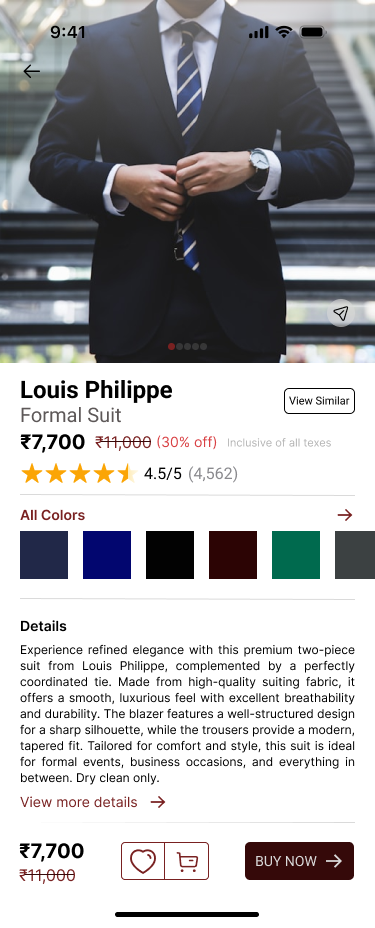 9:41
Louis Philippe
View Similar
Formal Suit
₹7,700 ₹11,000 (30% off) Inclusive of all texes
4.5/5 (4,562)
All Colors
Details
Experience refined elegance with this premium two-piece
suit from Louis Philippe, complemented by a perfectly
coordinated tie. Made from high-quality suiting fabric, it
offers a smooth, luxurious feel with excellent breathability
and durability. The blazer features a well-structured design
for a sharp silhouette, while the trousers provide a modern,
tapered fit. Tailored for comfort and style, this suit is ideal
for formal events, business occasions, and everything in
between. Dry clean only.
View more details
₹7,700
₹11,000
BUY NOW